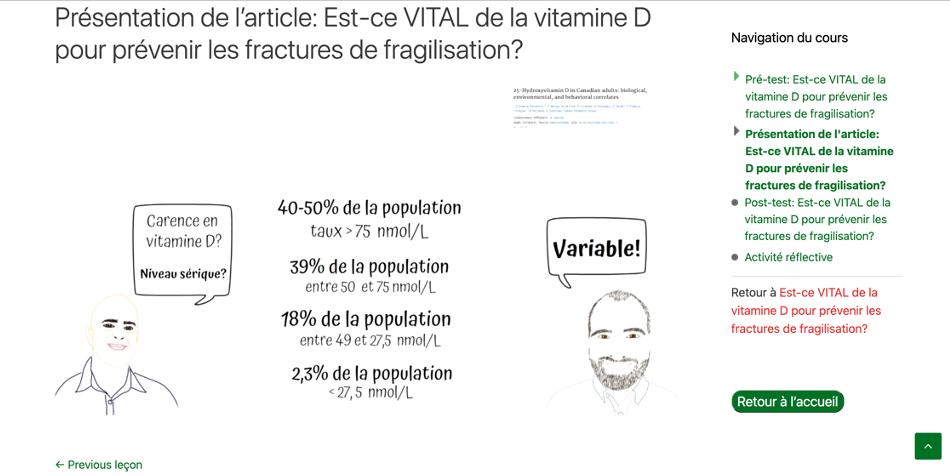 Présentation de l'article: Est-ce VITAL de la vitamine D
pour prévenir les fractures de fragilisation?
25-Hydroxyvitamin D in Canadian adults: biological,
environmental, and behavioral correlates
Carence en
vitamine D?
Niveau sérique?
40-50% de la population
taux > 75 nmol/L
39% de la population
entre 50 et 75 nmol/L
18% de la population
entre 49 et 27,5 nmol/L
2,3% de la population
< 27,5 nmol/L
Variable!
← Previous leçon
Navigation du cours
Pré-test: Est-ce VITAL de la
vitamine D pour prévenir les
fractures de fragilisation?
Présentation de l'article:
Est-ce VITAL de la vitamine
D pour prévenir les
fractures de fragilisation?
Post-test: Est-ce VITAL de la
vitamine D pour prévenir les
fractures de fragilisation?
Activité réflective
Retour à Est-ce VITAL de la
vitamine D pour prévenir les
fractures de fragilisation?
Retour à l'accueil